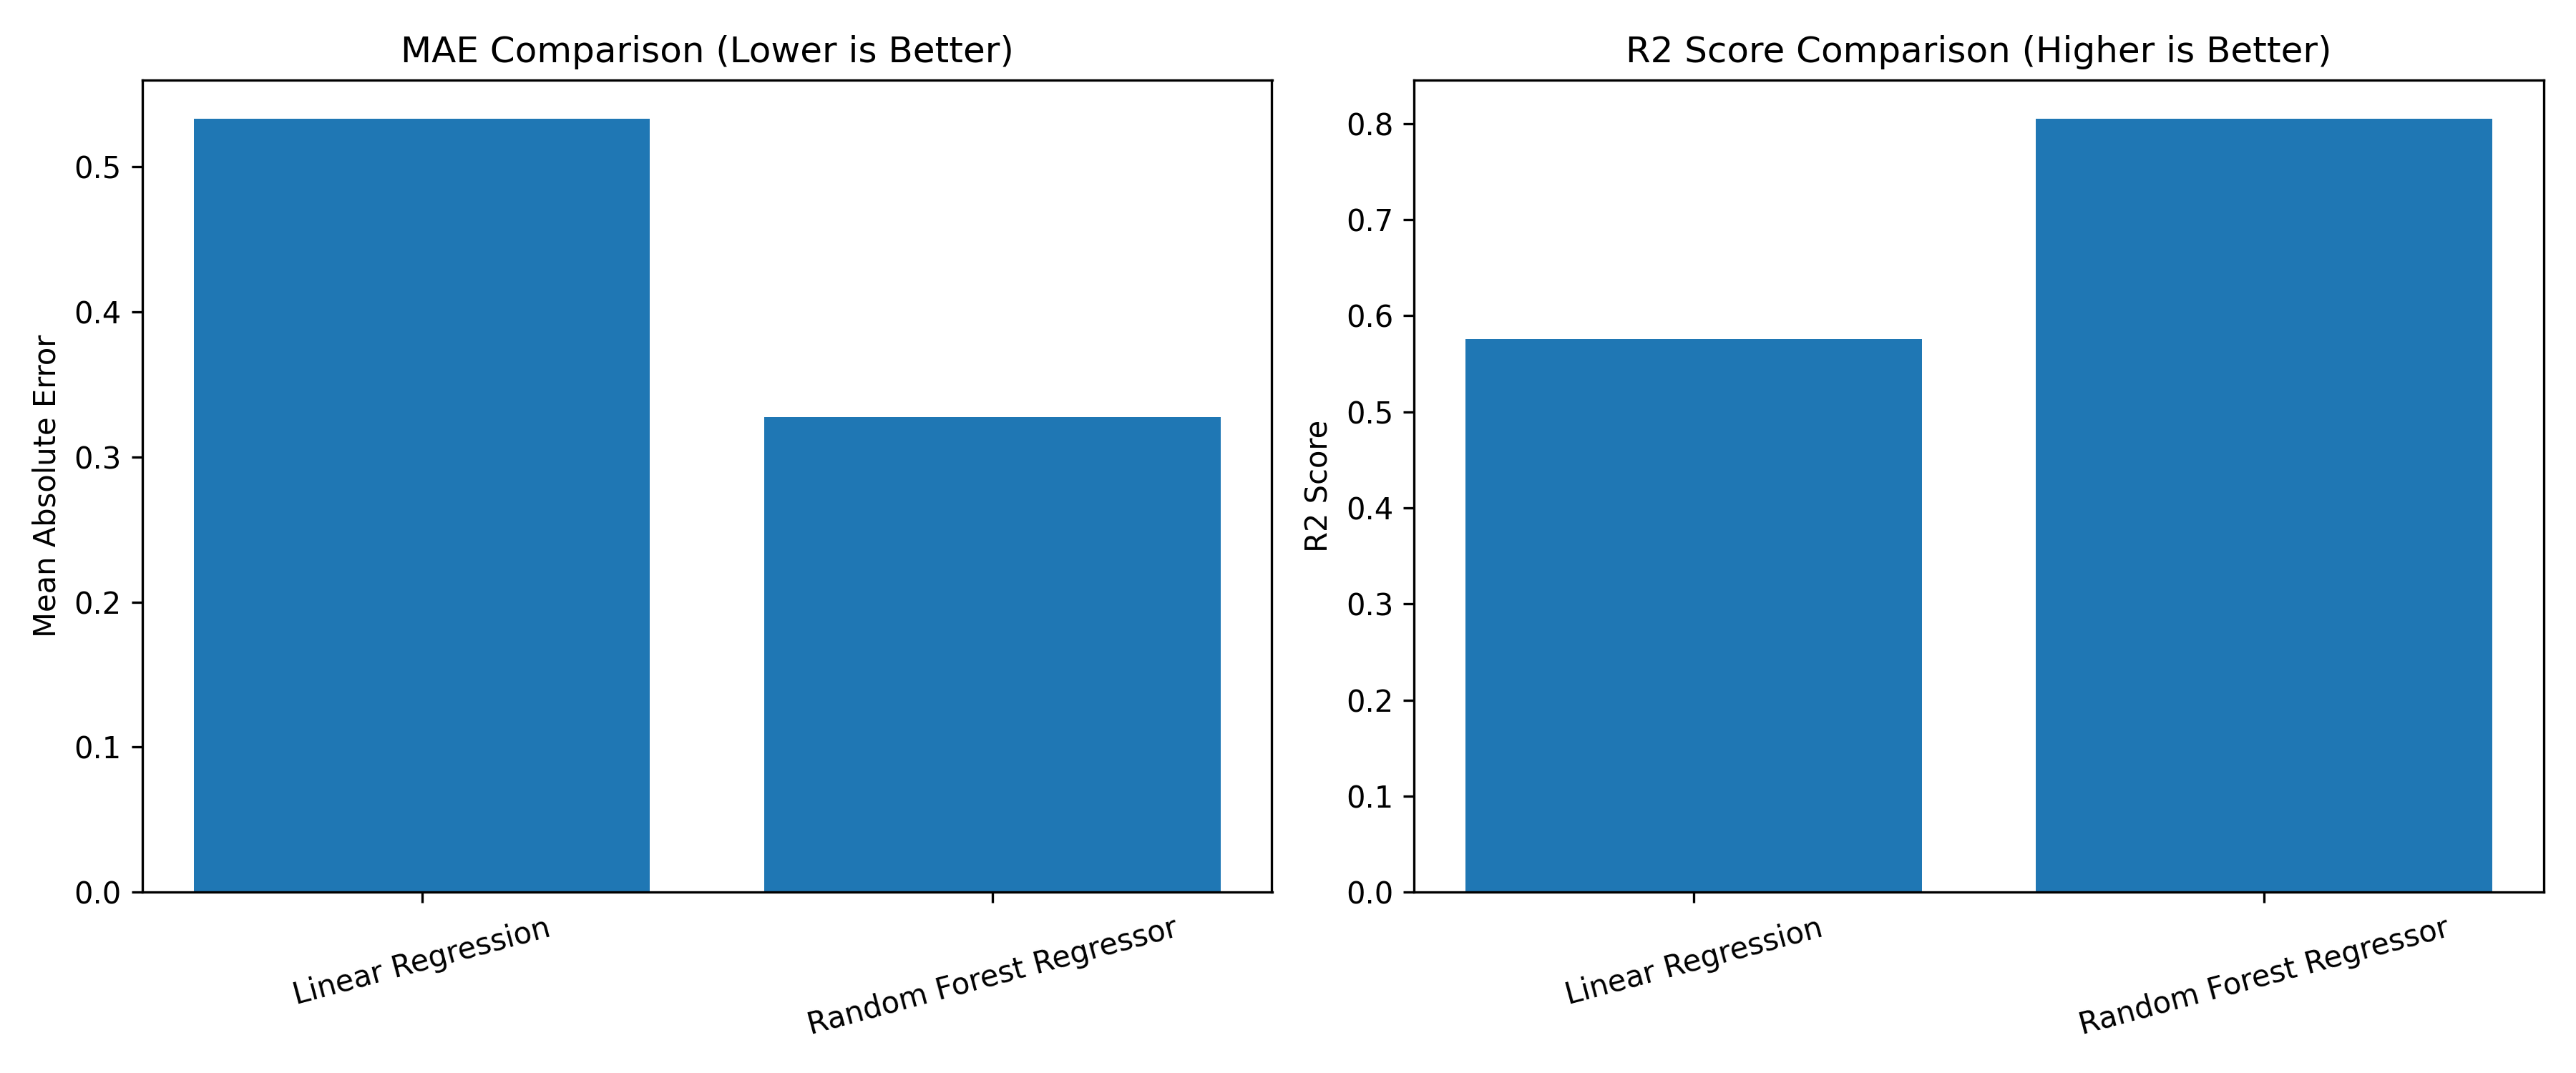 MAE Comparison (Lower is Better)
Mean Absolute Error
0.5
0.4
0.3
0.2
0.1
0.0
Linear Regression
Random Forest Regressor
R2 Score Comparison (Higher is Better)
R2 Score
0.8
0.7
0.6
0.5
0.4
0.3
0.2
0.1
0.0
Linear Regression
Random Forest Regressor